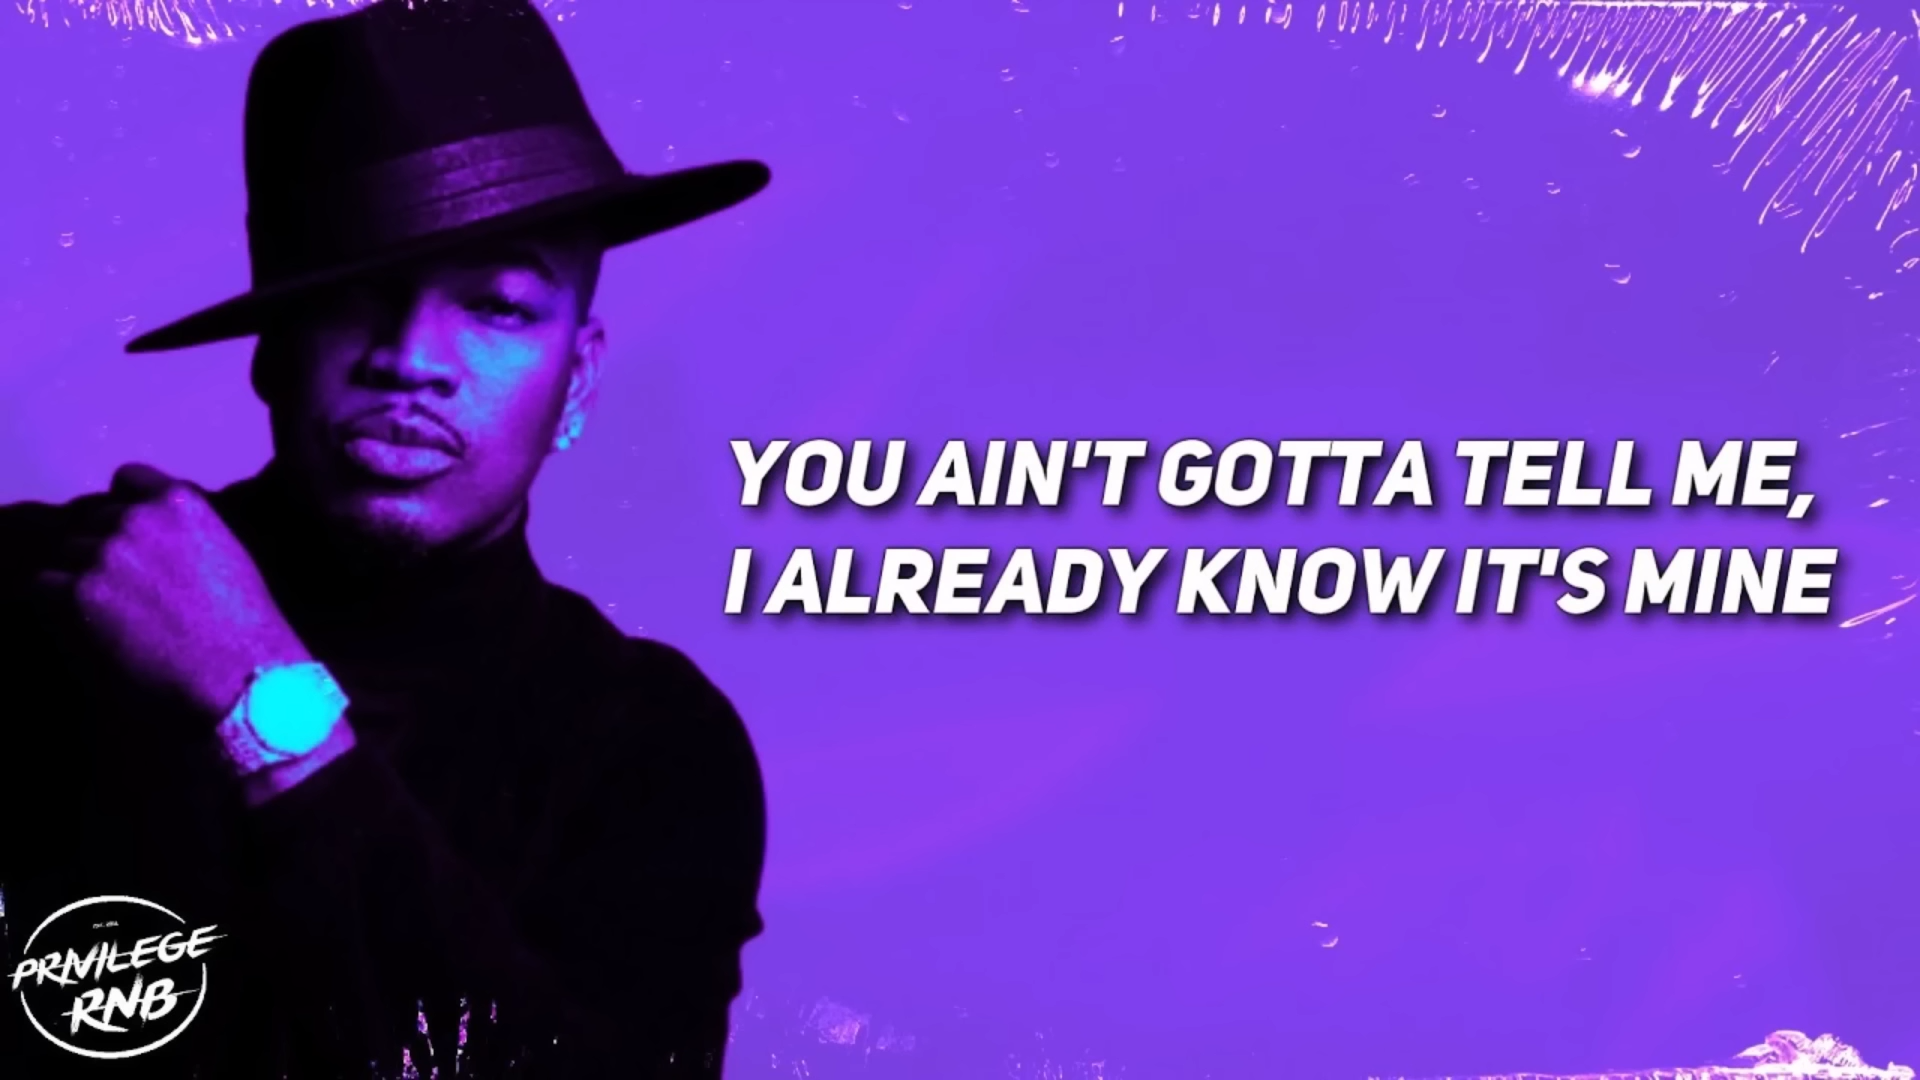 YOU AIN'T GOTTA TELL ME,
I ALREADY KNOW IT'S MINE
PRIVILEGE
RNB